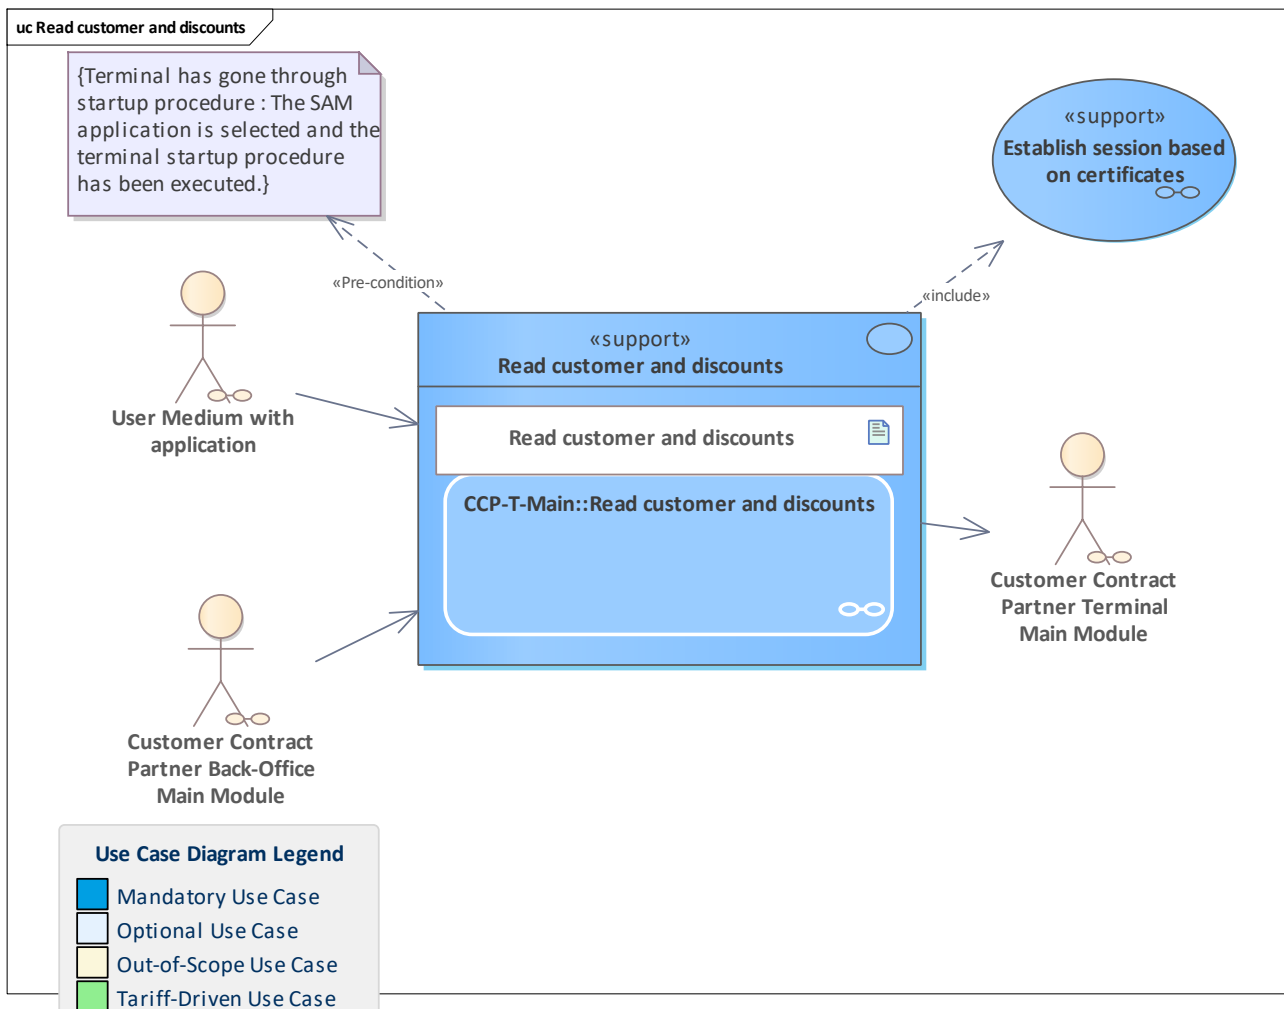 uc Read customer and discounts
{Terminal has gone through
startup procedure : The SAM
application is selected and the
terminal startup procedure
has been executed.}
«support»
Establish session based
on certificates
«Pre-condition»
«include»
«support»
Read customer and discounts
User Medium with
application
Read customer and discounts
CCP-T-Main::Read customer and discounts
Customer Contract
Partner Terminal
Main Module
Customer Contract
Partner Back-Office
Main Module
Use Case Diagram Legend
Mandatory Use Case
Optional Use Case
Out-of-Scope Use Case
Tariff-Driven Use Case